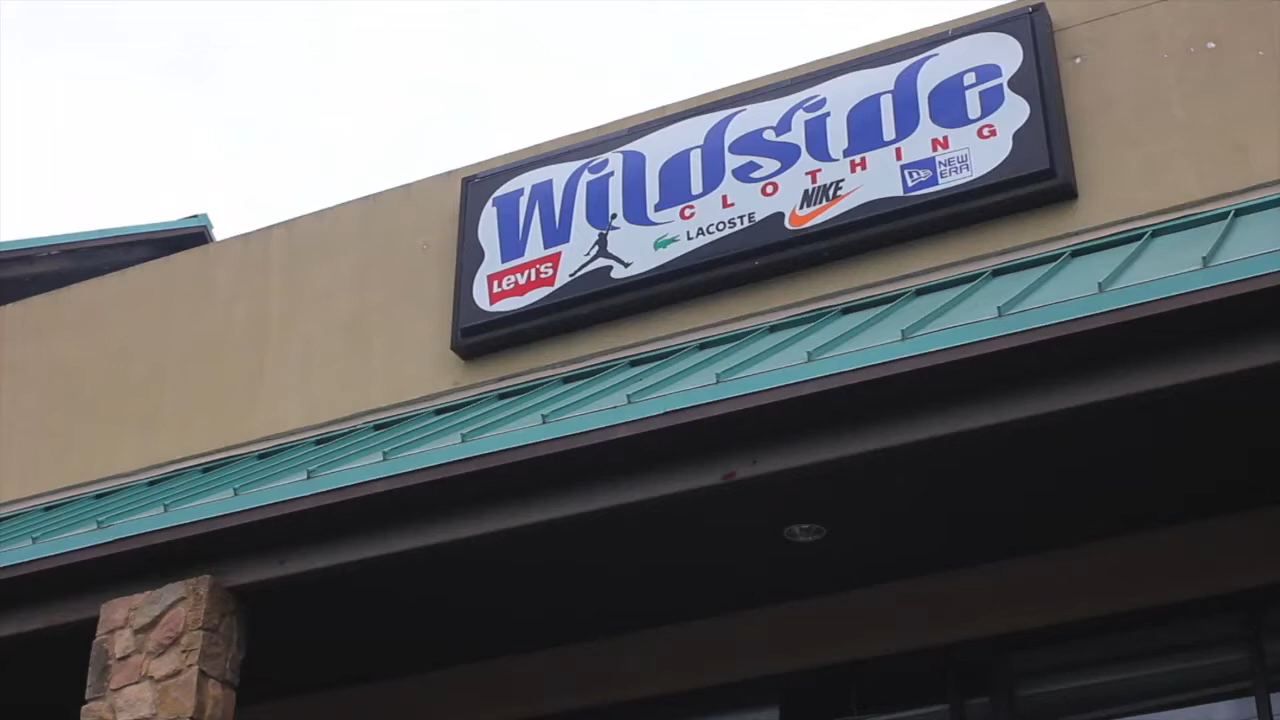 Wildside
CLOTHING
LEVI'S
LACOSTE
NIKE
NEW
ERA